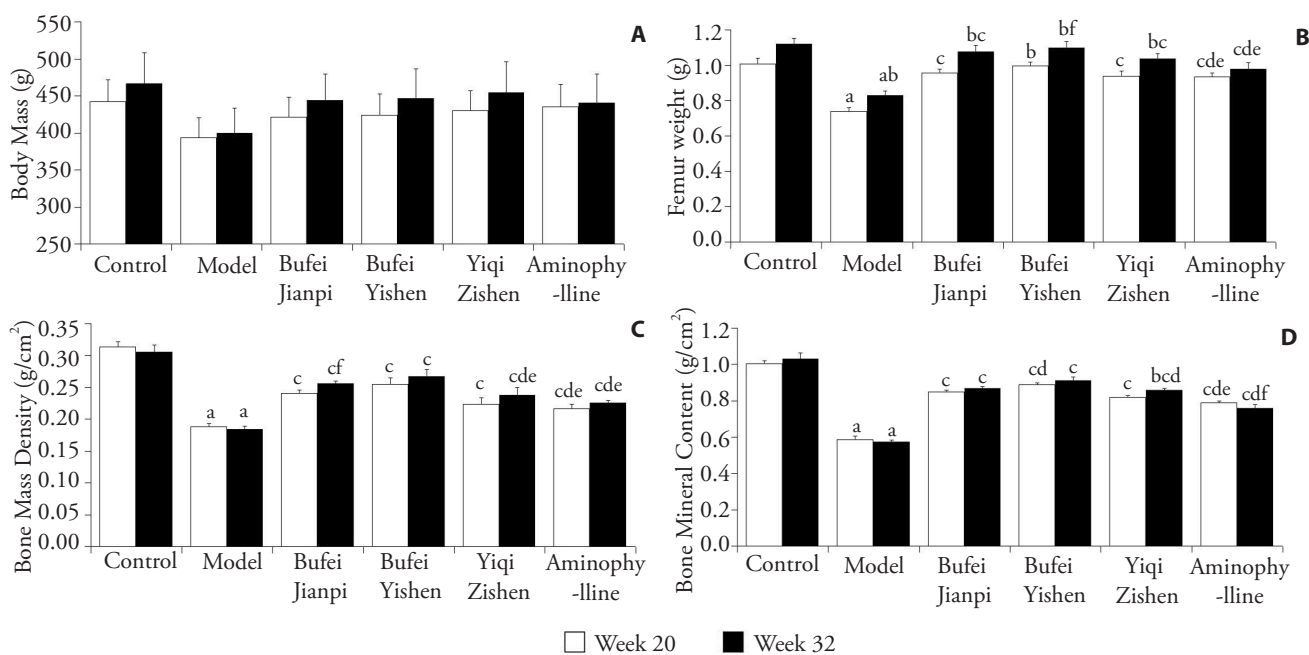 A
Body Mass (g)
550
500
450
400
350
300
250
Control
Model
Bufei
Jianpi
Bufei
Yishen
Yiqi
Zishen
Aminophy
-lline
B
Femur weight (g)
1.2
1.0
0.8
0.6
0.4
0.2
0.0
a
ab
c
bc
b
bf
c
bc
cde
cde
Control
Model
Bufei
Jianpi
Bufei
Yishen
Yiqi
Zishen
Aminophy
-lline
C
Bone Mass Density (g/cm²)
0.35
0.30
0.25
0.20
0.15
0.10
0.05
0.00
a
a
c
cf
c
c
c
cde
cde
cde
Control
Model
Bufei
Jianpi
Bufei
Yishen
Yiqi
Zishen
Aminophy
-lline
D
Bone Mineral Content (g/cm²)
1.2
1.0
0.8
0.6
0.4
0.2
0.0
a
a
c
c
cd
c
c
bcd
cde
cdf
Control
Model
Bufei
Jianpi
Bufei
Yishen
Yiqi
Zishen
Aminophy
-lline
Week 20
Week 32